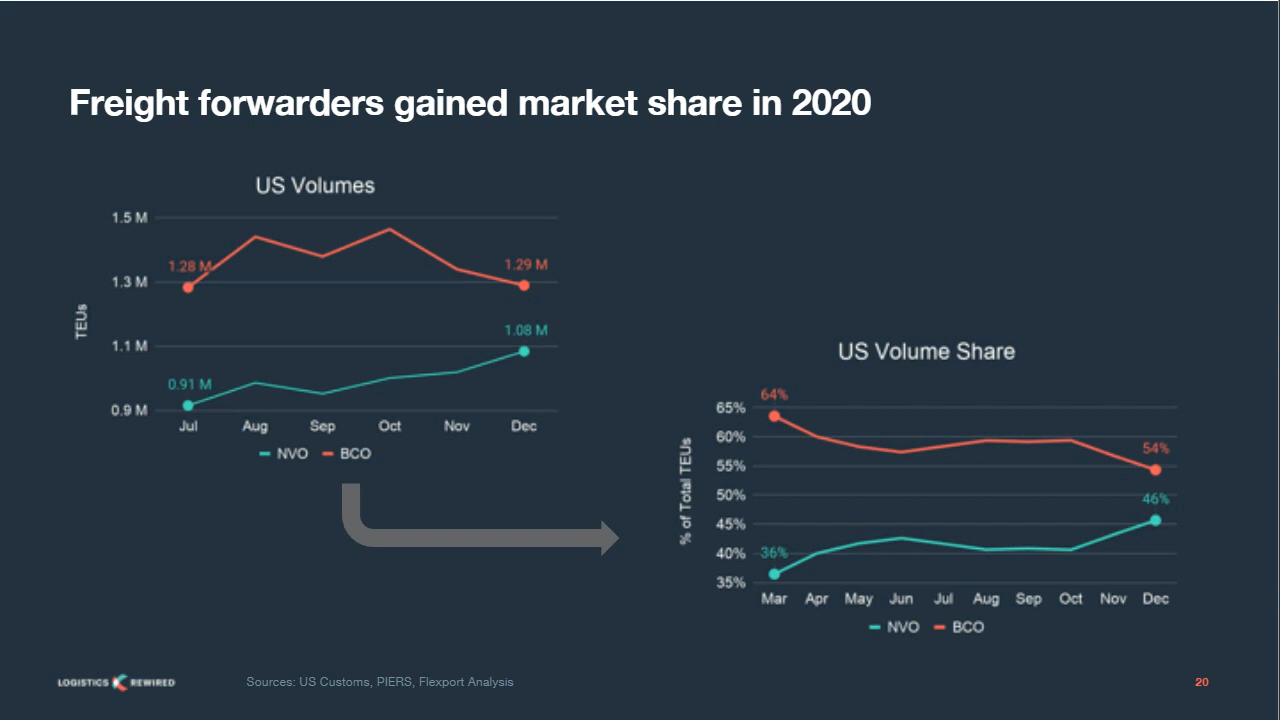 Freight forwarders gained market share in 2020
US Volumes
1.5 M
1.3 M
1.1 M
0.9 M
TEUs
1.28 M
1.29 M
1.08 M
0.91 M
Jul Aug Sep Oct Nov Dec
NVO BCO
US Volume Share
65%
60%
55%
50%
45%
40%
35%
% of Total TEUs
64%
54%
46%
36%
Mar Apr May Jun Jul Aug Sep Oct Nov Dec
NVO BCO
LOGISTICS REWIRED
Sources: US Customs, PIERS, Flexport Analysis
20